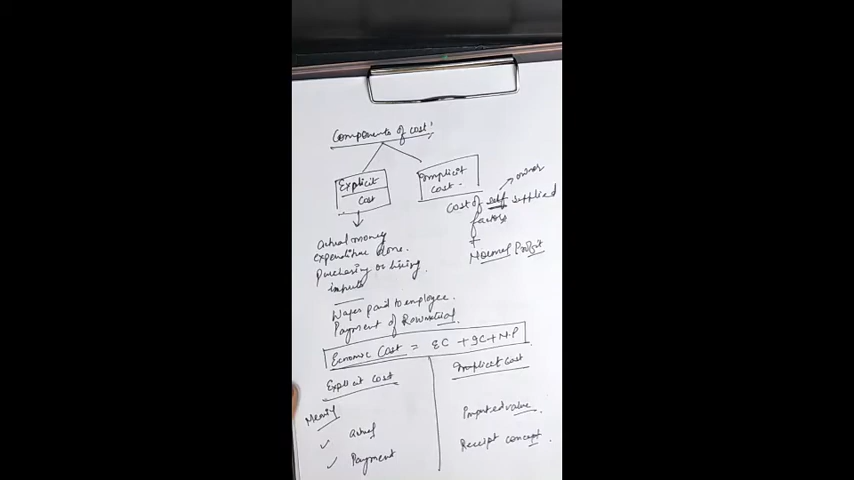 Components of cost:
Explicit
Cost
Implicit
cost -
owner
Cost of self supplied
factors
+
Normal Profit
Actual money
expenditure done.
Purchasing or hiring
inputs
Wages paid to employee.
Payment of Raw material.
Economic Cost = EC + IC + N.P
Explicit cost
Implicit cost
Meaning
Actual
Payment
Imputed value.
Receipt concept.